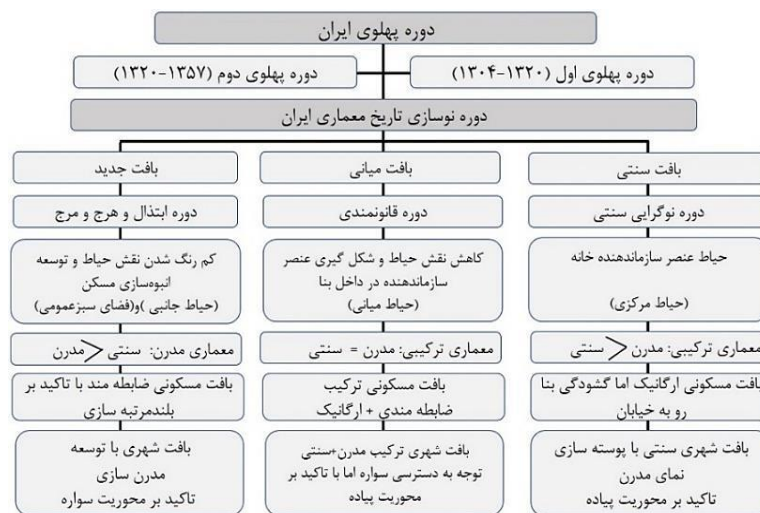 دوره پهلوی ایران
دوره پهلوی اول (۱۳۰۴-۱۳۲۰)
دوره پهلوی دوم (۱۳۲۰-۱۳۵۷)
دوره نوسازی تاریخ معماری ایران
بافت سنتی
بافت میانی
بافت جدید
دوره نوگرایی سنتی
دوره قانونمندی
دوره ابتذال و هرج و مرج
حیاط عنصر سازماندهنده خانه
(حیاط مرکزی)
کاهش نقش حیاط و شکل گیری عنصر
سازماندهنده در داخل بنا
(حیاط میانی)
کم رنگ شدن نقش حیاط و توسعه
انبوه‌سازی مسکن
(حیاط جانبی )و(فضای سبزعمومی)
معماری ترکیبی: مدرن > سنتی
معماری ترکیبی: مدرن = سنتی
معماری مدرن: سنتی > مدرن
بافت مسکونی ارگانیک اما گشودگی بنا
رو به خیابان
بافت مسکونی ترکیب
ضابطه مندی + ارگانیک
بافت مسکونی ضابطه مند با تاکید بر
بلندمرتبه سازی
بافت شهری سنتی با پوسته سازی
نمای مدرن
تاکید بر محوریت پیاده
بافت شهری ترکیب مدرن+سنتی
توجه به دسترسی سواره اما با تاکید بر
محوریت پیاده
بافت شهری با توسعه
مدرن سازی
تاکید بر محوریت سواره